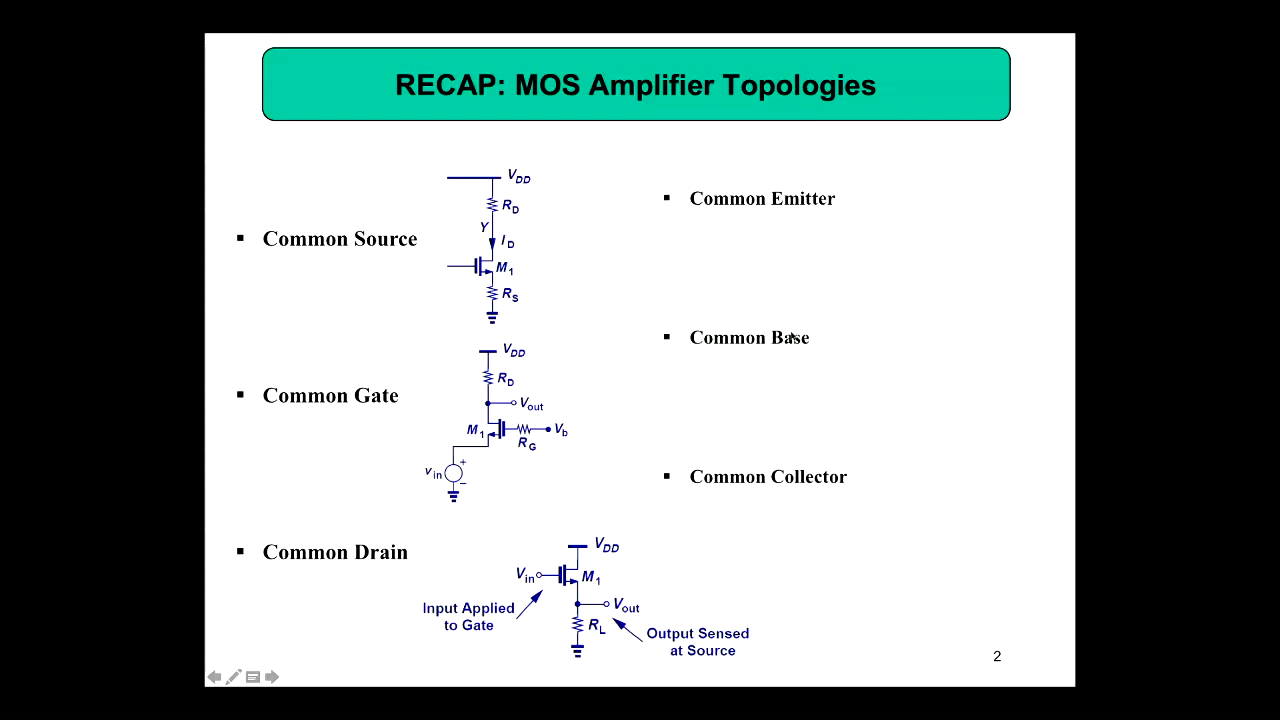 RECAP: MOS Amplifier Topologies
▪ Common Source
VDD
RD
Y
ID
M1
RS
▪ Common Gate
VDD
RD
Vout
M1
RG
Vb
vin
+
−
▪ Common Drain
VDD
Vin
M1
Input Applied
to Gate
Vout
RL
Output Sensed
at Source
▪ Common Emitter
▪ Common Base
▪ Common Collector
2